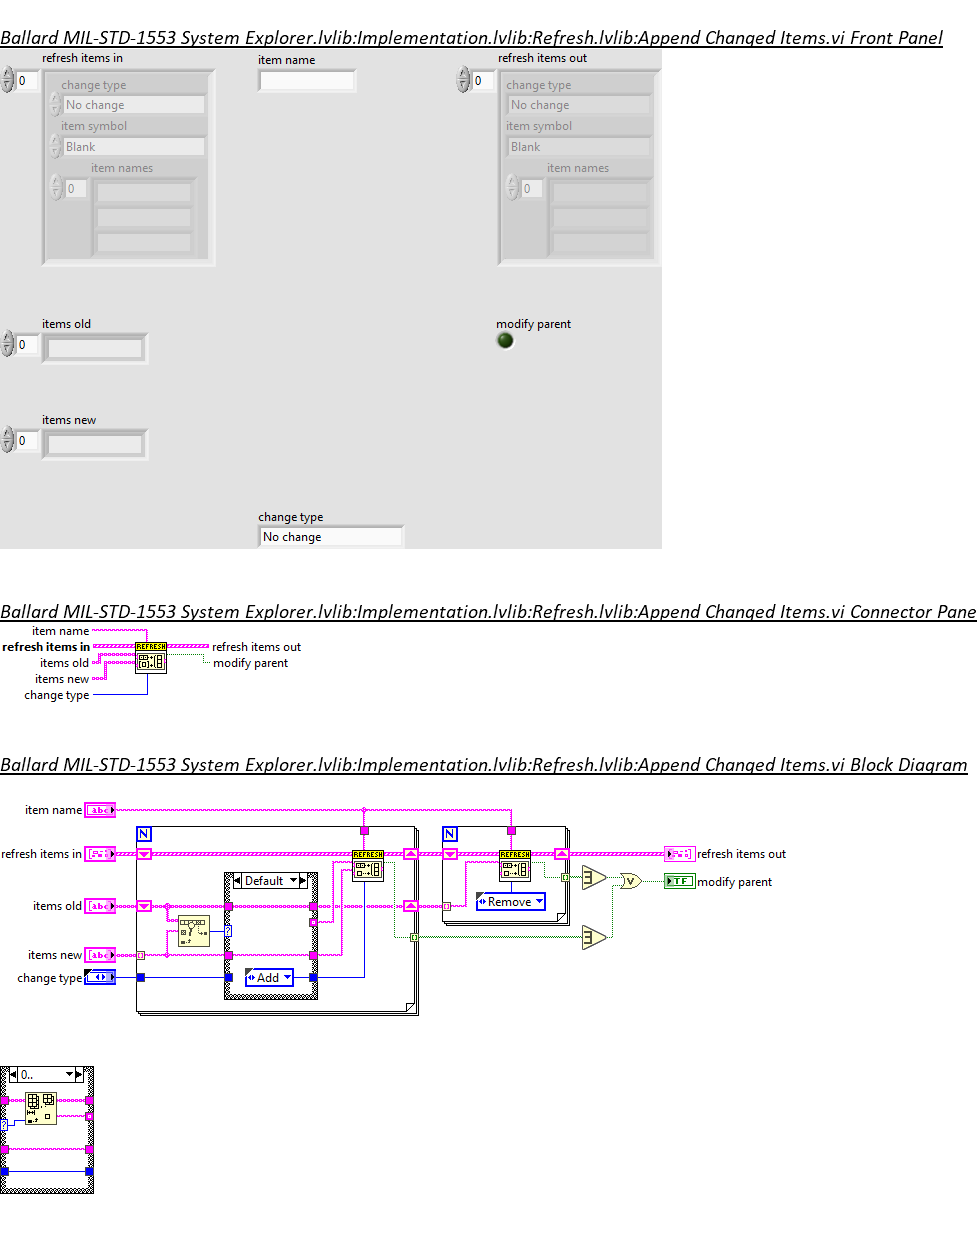 Ballard MIL-STD-1553 System Explorer.lvlib:Implementation.lvlib:Refresh.lvlib:Append Changed Items.vi Front Panel
refresh items in
item name
refresh items out
0
change type
No change
item symbol
Blank
item names
0
0
change type
No change
item symbol
Blank
item names
0
items old
0
modify parent
items new
0
change type
No change
Ballard MIL-STD-1553 System Explorer.lvlib:Implementation.lvlib:Refresh.lvlib:Append Changed Items.vi Connector Pane
item name
refresh items in
REFRESH
refresh items out
items old
modify parent
items new
change type
Ballard MIL-STD-1553 System Explorer.lvlib:Implementation.lvlib:Refresh.lvlib:Append Changed Items.vi Block Diagram
item name
abc
N
N
refresh items in
REFRESH
REFRESH
refresh items out
Default
modify parent
TF
Remove
V
items old
abc
?
items new
abc
change type
Add
0..
?